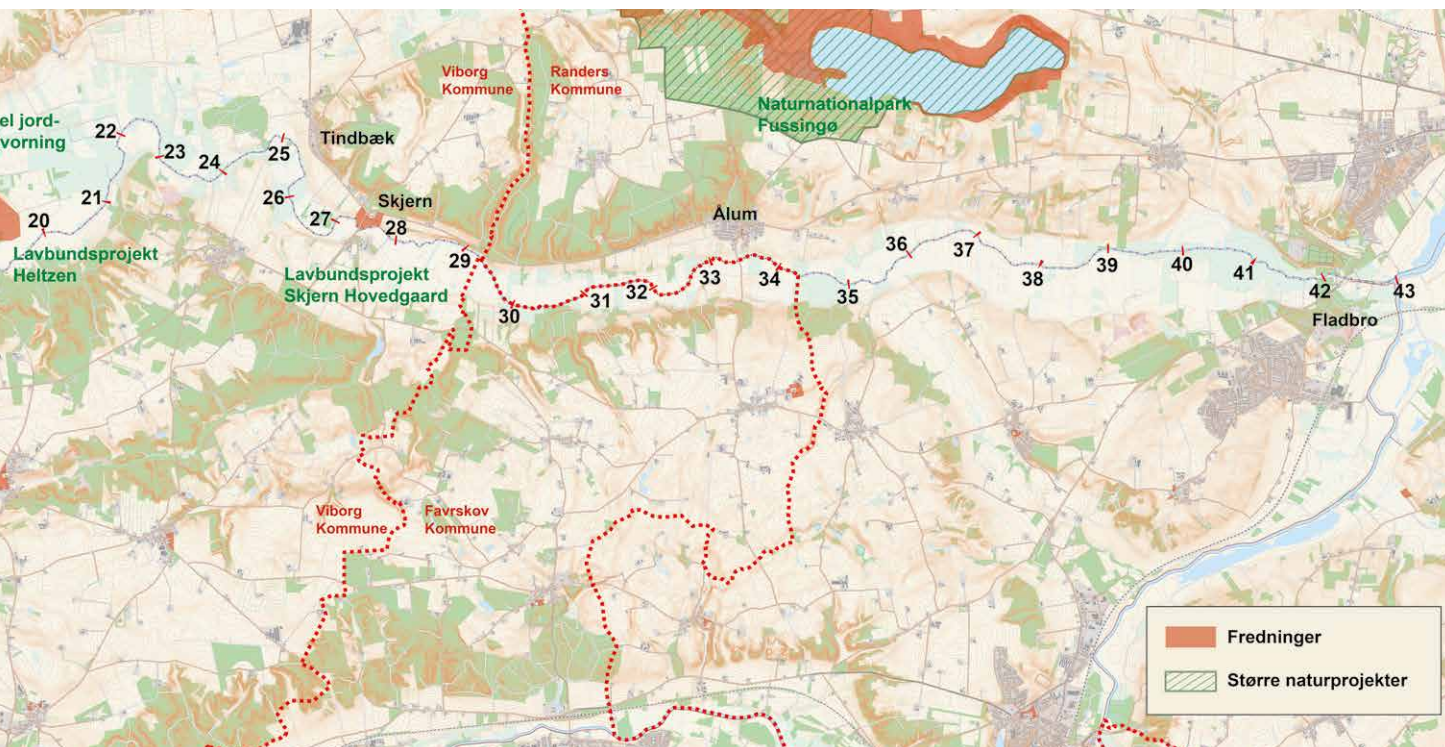 Viborg
Kommune
Randers
Kommune
Naturnationalpark
Fussingø
el jord-
vorning
22
23
24
25
Tindbæk
21
26
27
Skjern
28
20
Lavbundsprojekt
Heltzen
29
Lavbundsprojekt
Skjern Hovedgaard
Ålum
30
31
32
33
34
35
36
37
38
39
40
41
42
43
Fladbro
Viborg
Kommune
Favrskov
Kommune
Fredninger
Større naturprojekter